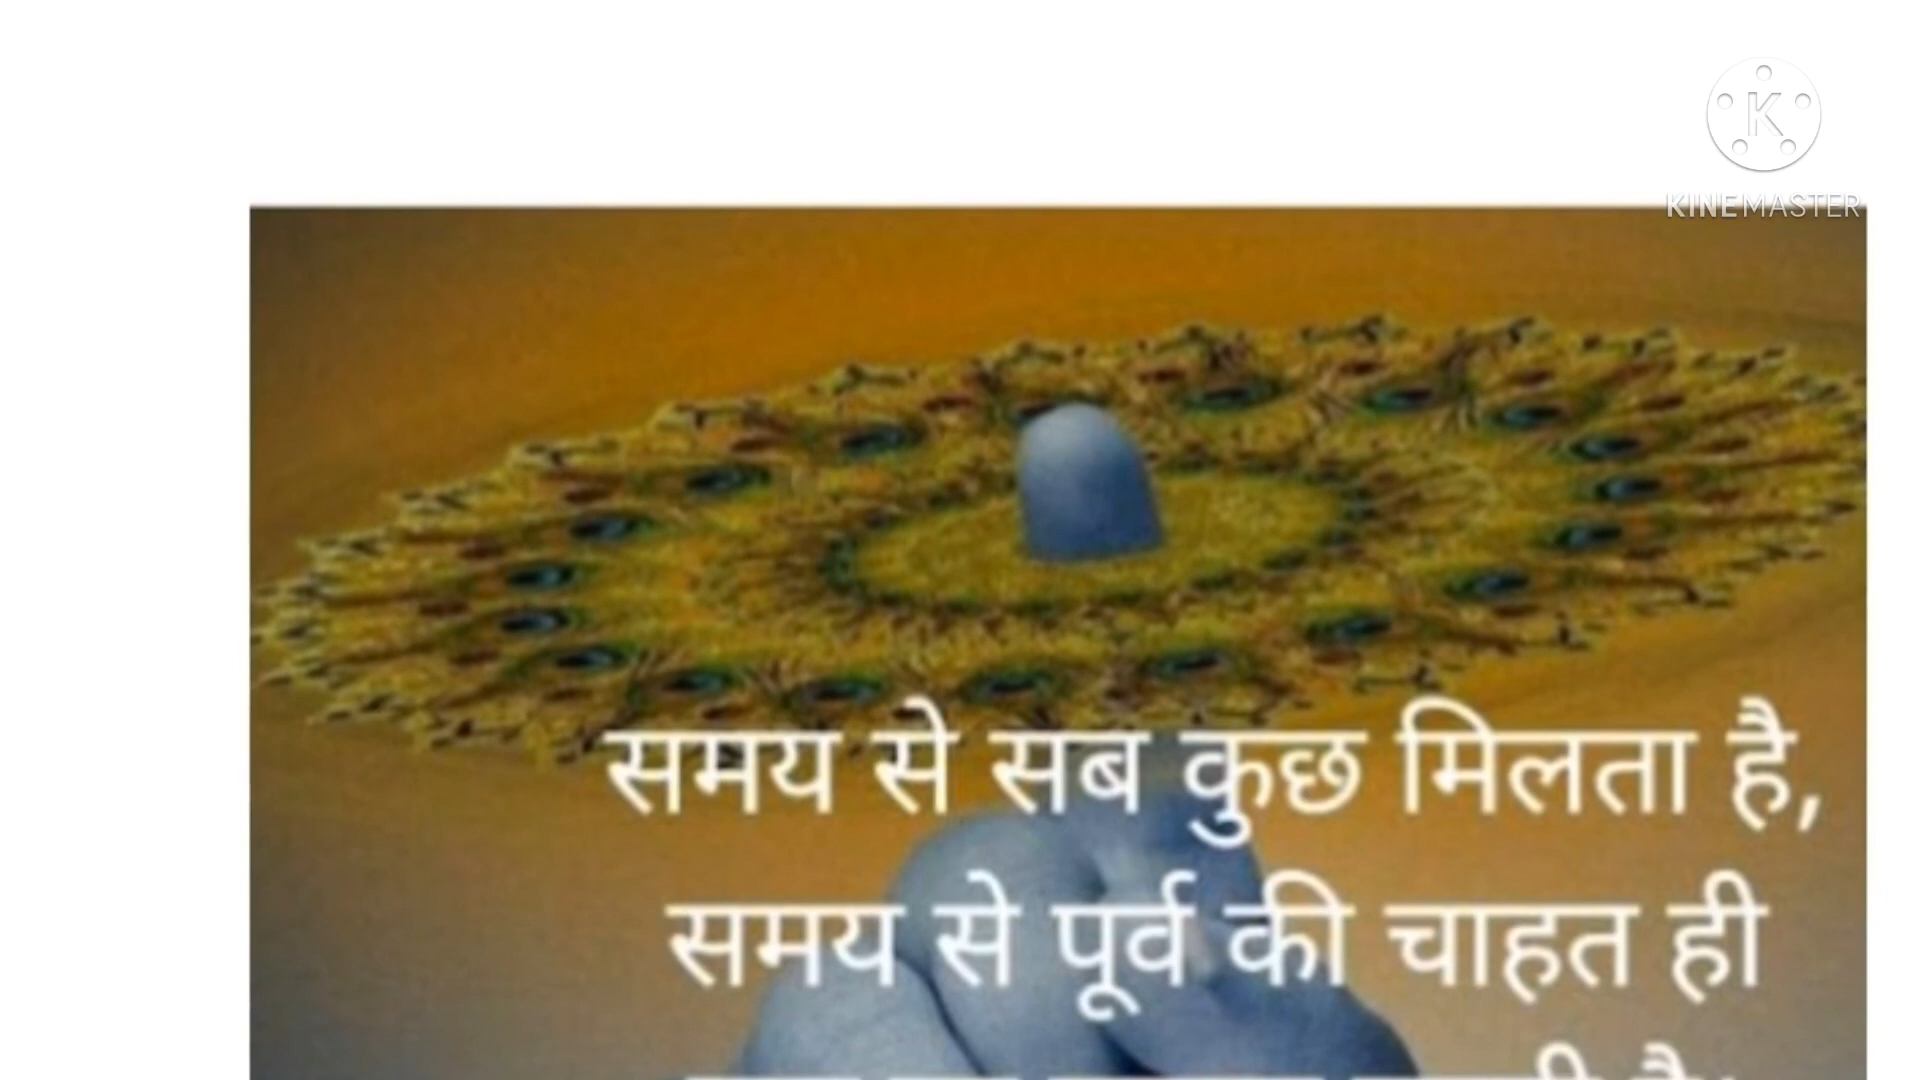 KINEMASTER
समय से सब कुछ मिलता है,
समय से पूर्व की चाहत ही